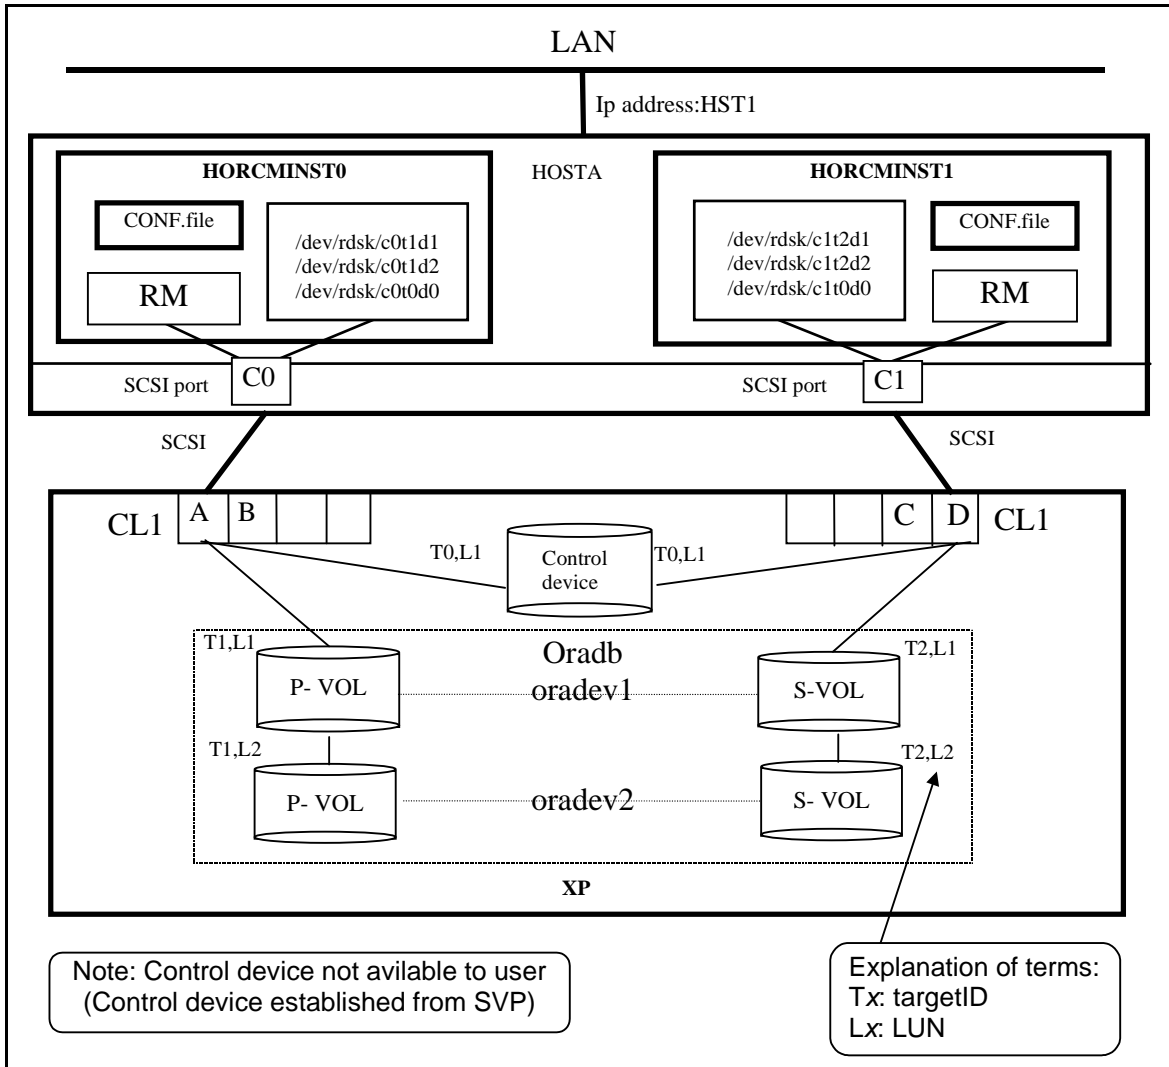 LAN
Ip address:HST1
HORCMINST0
HOSTA
HORCMINST1
CONF.file
/dev/rdsk/c0t1d1
/dev/rdsk/c0t1d2
/dev/rdsk/c0t0d0
RM
/dev/rdsk/c1t2d1
/dev/rdsk/c1t2d2
/dev/rdsk/c1t0d0
CONF.file
RM
SCSI port
C0
SCSI port
C1
SCSI
SCSI
CL1
A
B
C
D
CL1
T0,L1
Control
device
T0,L1
T1,L1
Oradb
T2,L1
P- VOL
oradev1
S-VOL
T1,L2
T2,L2
P- VOL
oradev2
S- VOL
XP
Note: Control device not avilable to user
(Control device established from SVP)
Explanation of terms:
Tx: targetID
Lx: LUN